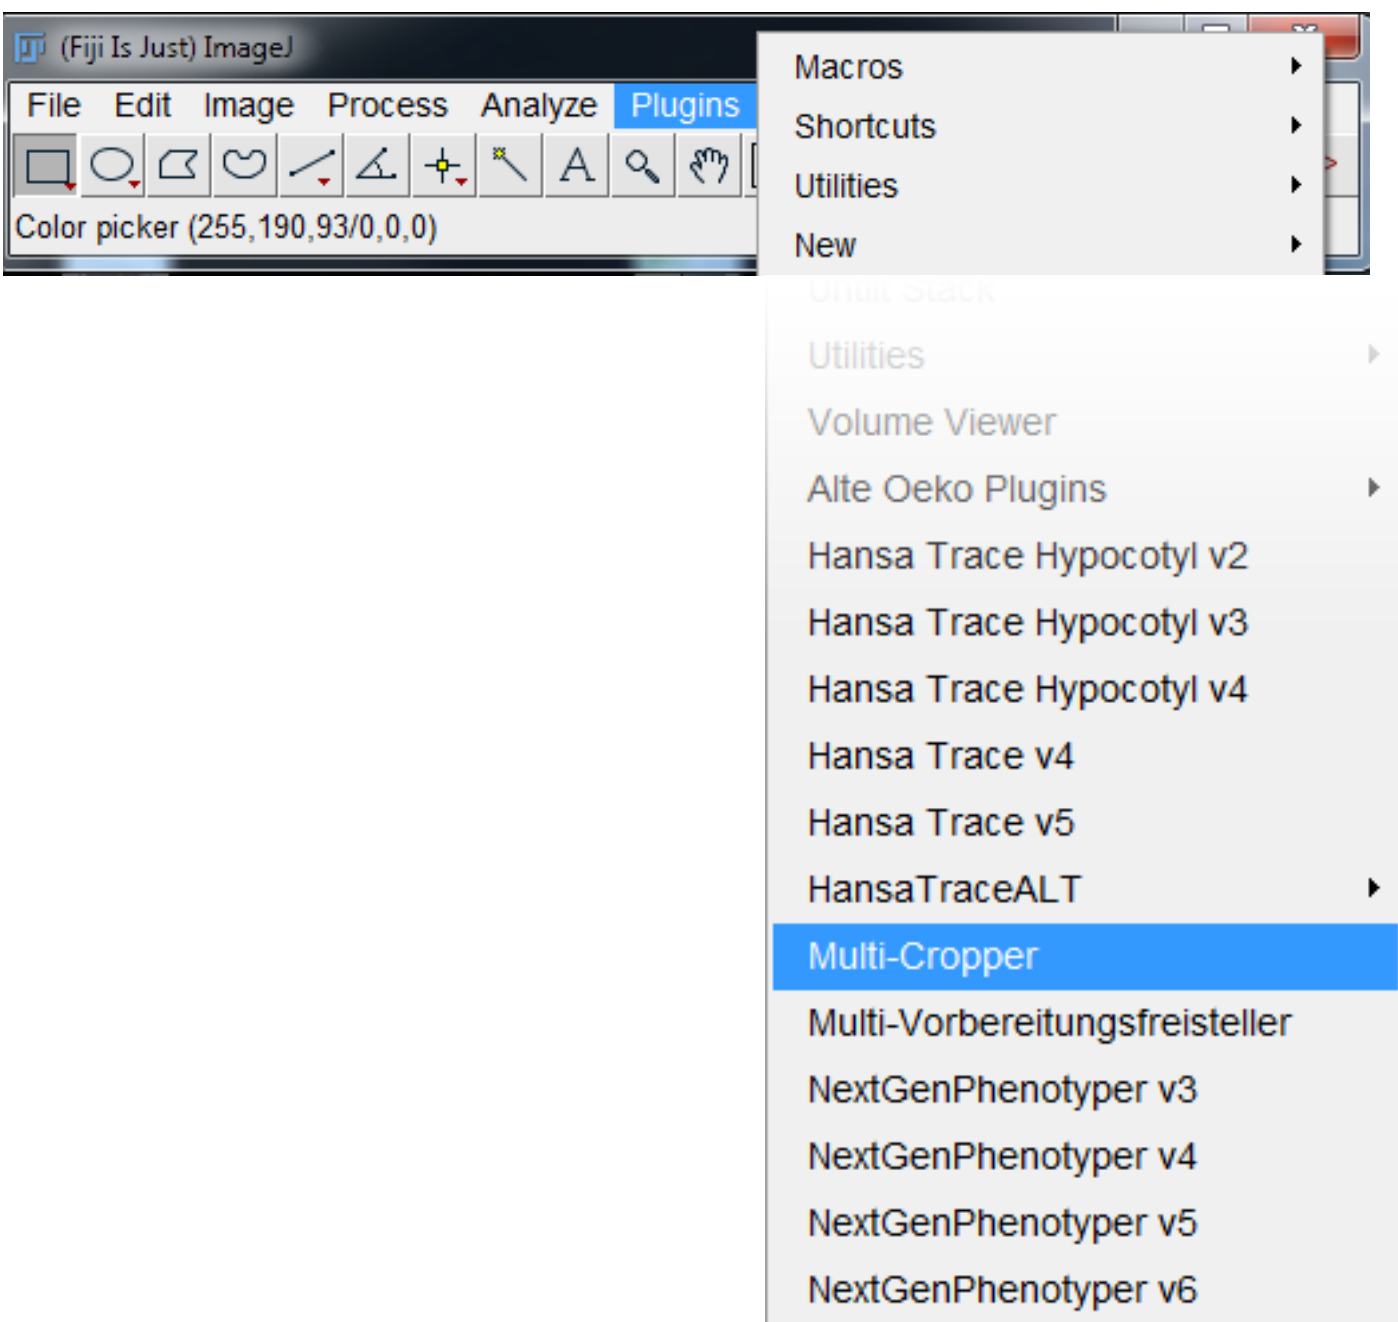 (Fiji Is Just) ImageJ
File Edit Image Process Analyze Plugins
Color picker (255,190,93/0,0,0)
Macros
Shortcuts
Utilities
New
Untilt Stack
Utilities
Volume Viewer
Alte Oeko Plugins
Hansa Trace Hypocotyl v2
Hansa Trace Hypocotyl v3
Hansa Trace Hypocotyl v4
Hansa Trace v4
Hansa Trace v5
HansaTraceALT
Multi-Cropper
Multi-Vorbereitungsfreisteller
NextGenPhenotyper v3
NextGenPhenotyper v4
NextGenPhenotyper v5
NextGenPhenotyper v6